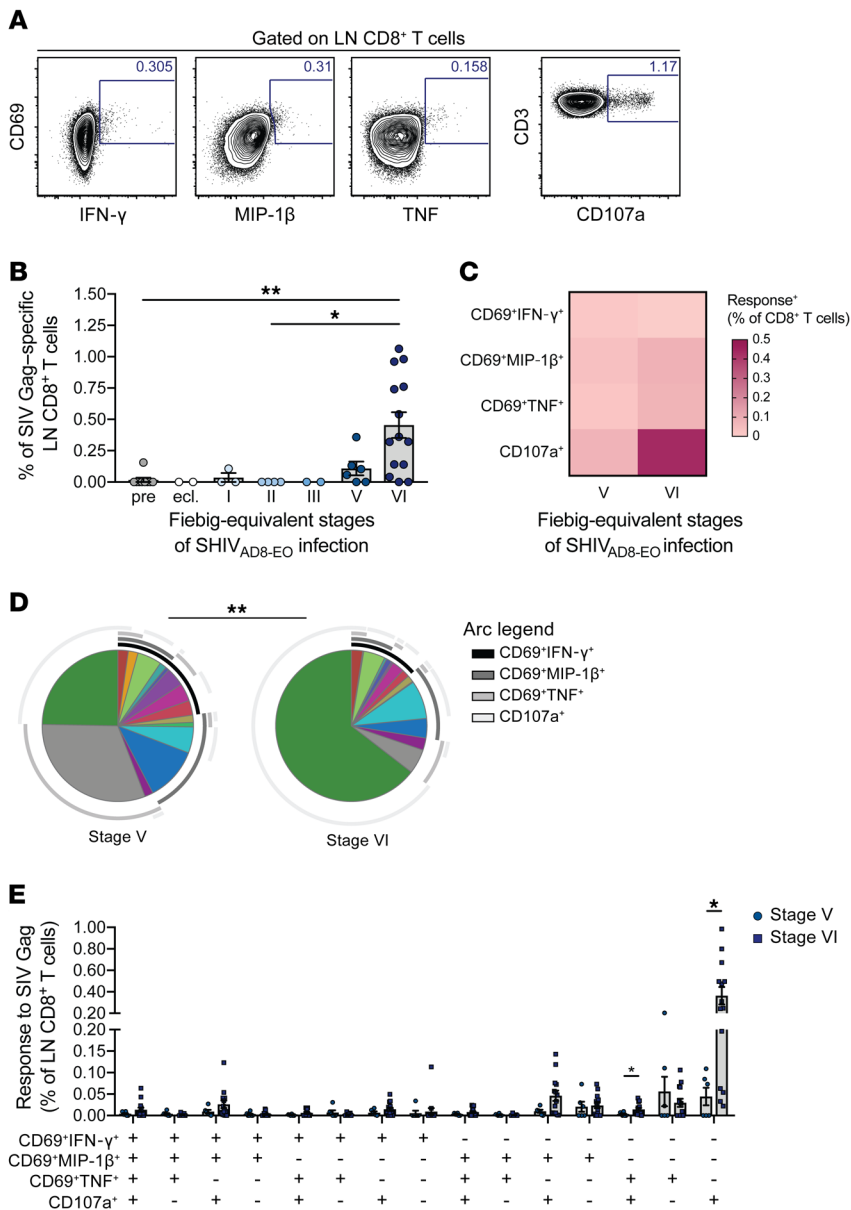 A
Gated on LN CD8+ T cells
0.305
0.31
0.158
1.17
CD69
CD3
IFN-γ
MIP-1β
TNF
CD107a
B
% of SIV Gag–specific
LN CD8+ T cells
1.50
1.25
1.00
0.75
0.50
0.25
0.00
**
*
pre
ecl.
I
II
III
V
VI
Fiebig-equivalent stages
of SHIVAD8-EO infection
C
CD69+IFN-γ+
CD69+MIP-1β+
CD69+TNF+
CD107a+
V
VI
Fiebig-equivalent stages
of SHIVAD8-EO infection
Response+
(% of CD8+ T cells)
0.5
0.4
0.3
0.2
0.1
0
D
**
Stage V
Stage VI
Arc legend
CD69+IFN-γ+
CD69+MIP-1β+
CD69+TNF+
CD107a+
E
Response to SIV Gag
(% of LN CD8+ T cells)
1.00
0.80
0.60
0.40
0.20
0.20
0.15
0.10
0.05
0.00
*
*
Stage V
Stage VI
CD69+IFN-γ+ + + + + + + + + - - - - - - -
CD69+MIP-1β+ + + + + - - - - + + + + - - -
CD69+TNF+ + + - - + + - - + + - - + + -
CD107a+ + - + - + - + - + - + - + - +